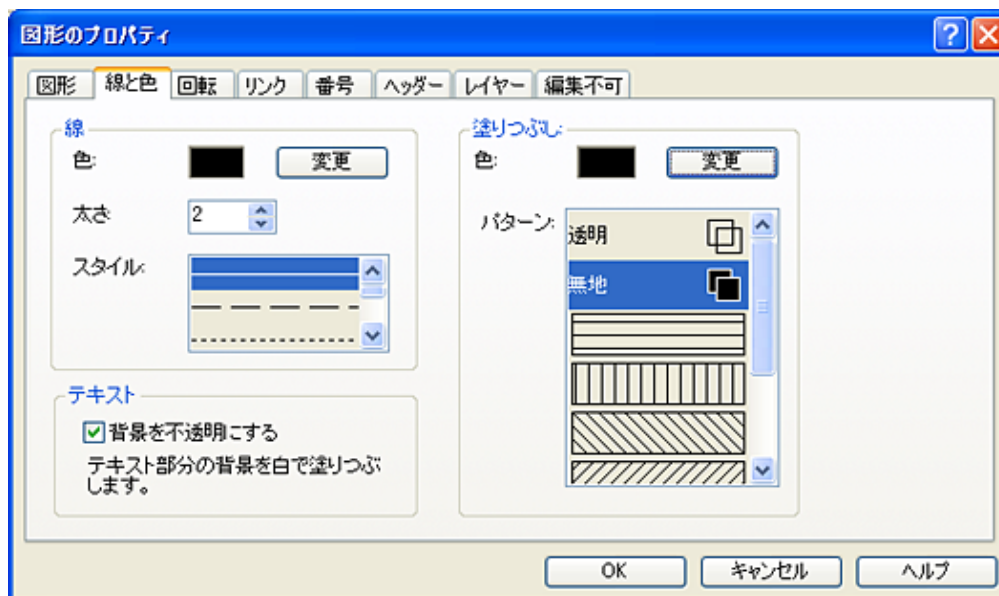 図形のプロパティ
図形 線と色 回転 リンク 番号 ヘッダー レイヤー 編集不可
線
色:
変更
太さ:
2
スタイル:
テキスト
背景を不透明にする
テキスト部分の背景を白で塗りつぶ
します。
塗りつぶし:
色:
変更
パターン:
透明
無地
OK キャンセル ヘルプ